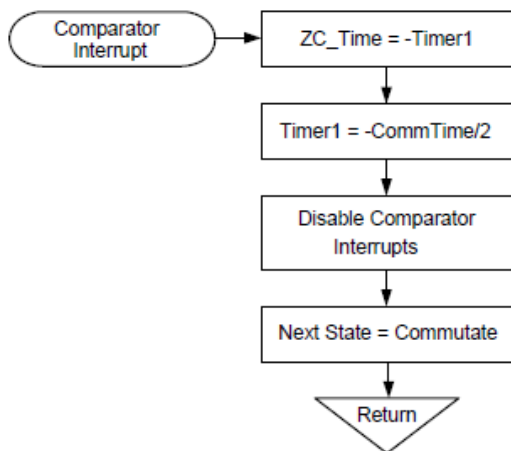 Comparator
Interrupt
ZC_Time = -Timer1
Timer1 = -CommTime/2
Disable Comparator
Interrupts
Next State = Commutate
Return